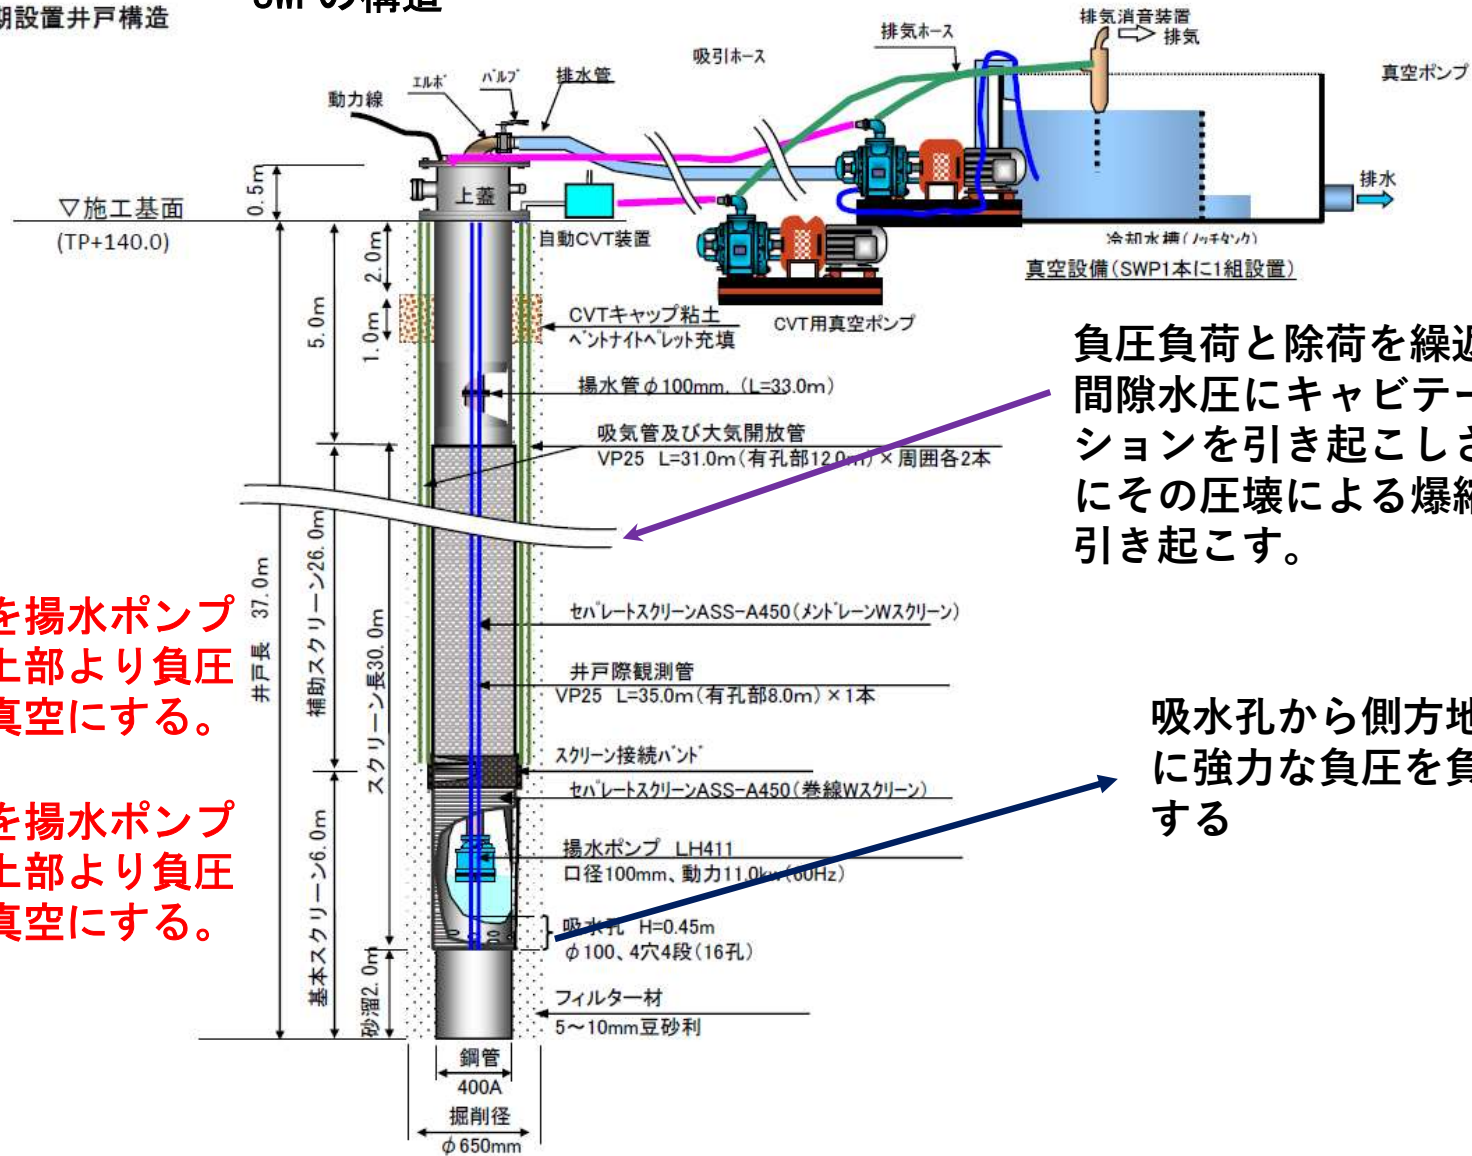 SWPの構造
期設置井戸構造
排気消音装置
排気
排気ホース
吸引ホース
真空ポンプ
エルボ
バルブ
排水管
動力線
0.5m
上蓋
▽施工基面
(TP+140.0)
自動CVT装置
排水
冷却水槽(ノッチタンク)
真空設備(SWP1本に1組設置)
2.0m
1.0m
5.0m
CVTキャップ粘土
ベントナイトペレット充填
CVT用真空ポンプ
揚水管φ100mm, (L=33.0m)
吸気管及び大気開放管
VP25 L=31.0m(有孔部12.0m)×周囲各2本
負圧負荷と除荷を繰返
間隙水圧にキャビテー
ションを引き起こしさ
にその圧壊による爆縮
引き起こす。
井戸長 37.0m
補助スクリーン26.0m
スクリーン長30.0m
セパレートスクリーンASS-A450(メンドレーンWスクリーン)
井戸際観測管
VP25 L=35.0m(有孔部8.0m)×1本
スクリーン接続バンド
セパレートスクリーンASS-A450(巻線Wスクリーン)
を揚水ポンプ
上部より負圧
真空にする。
を揚水ポンプ
上部より負圧
真空にする。
吸水孔から側方地
に強力な負圧を負
する
揚水ポンプ LH411
口径100mm、動力11.0kw(60Hz)
基本スクリーン6.0m
吸水孔 H=0.45m
φ100、4穴4段(16孔)
砂溜2.0m
フィルター材
5～10mm豆砂利
鋼管
400A
掘削径
φ650mm